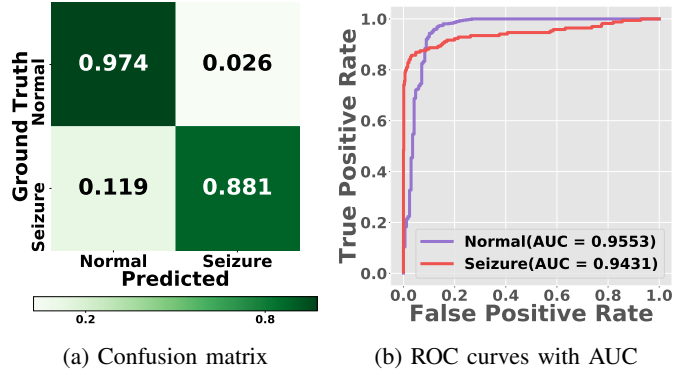 Ground Truth
Normal
Seizure
0.974
0.026
0.119
0.881
Normal
Seizure
Predicted
0.2
0.8
(a) Confusion matrix
True Positive Rate
1.0
0.8
0.6
0.4
0.2
0.0
Normal(AUC = 0.9553)
Seizure(AUC = 0.9431)
0.0
0.2
0.4
0.6
0.8
1.0
False Positive Rate
(b) ROC curves with AUC